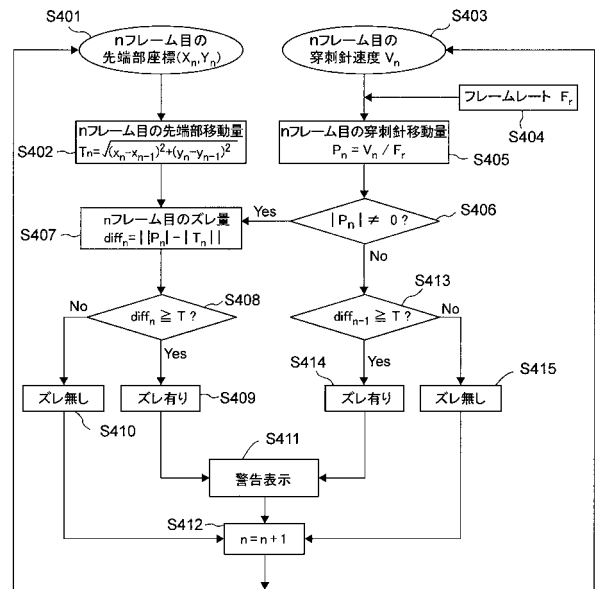 S401
nフレーム目の
先端部座標(Xn,Yn)
S403
nフレーム目の
穿刺針速度 Vn
フレームレート Fr
S404
nフレーム目の先端部移動量
Tn=√(xn−xn−1)²+(yn−yn−1)²
S402
nフレーム目の穿刺針移動量
Pn = Vn / Fr
S405
nフレーム目のズレ量
diffn=||Pn|−|Tn||
S407
Yes
|Pn| ≠ 0 ?
S406
No
diffn ≧ T ?
S408
No
Yes
diffn-1 ≧ T ?
S413
No
Yes
ズレ無し
S410
ズレ有り
S409
S414
ズレ有り
ズレ無し
S415
S411
警告表示
S412
n = n + 1